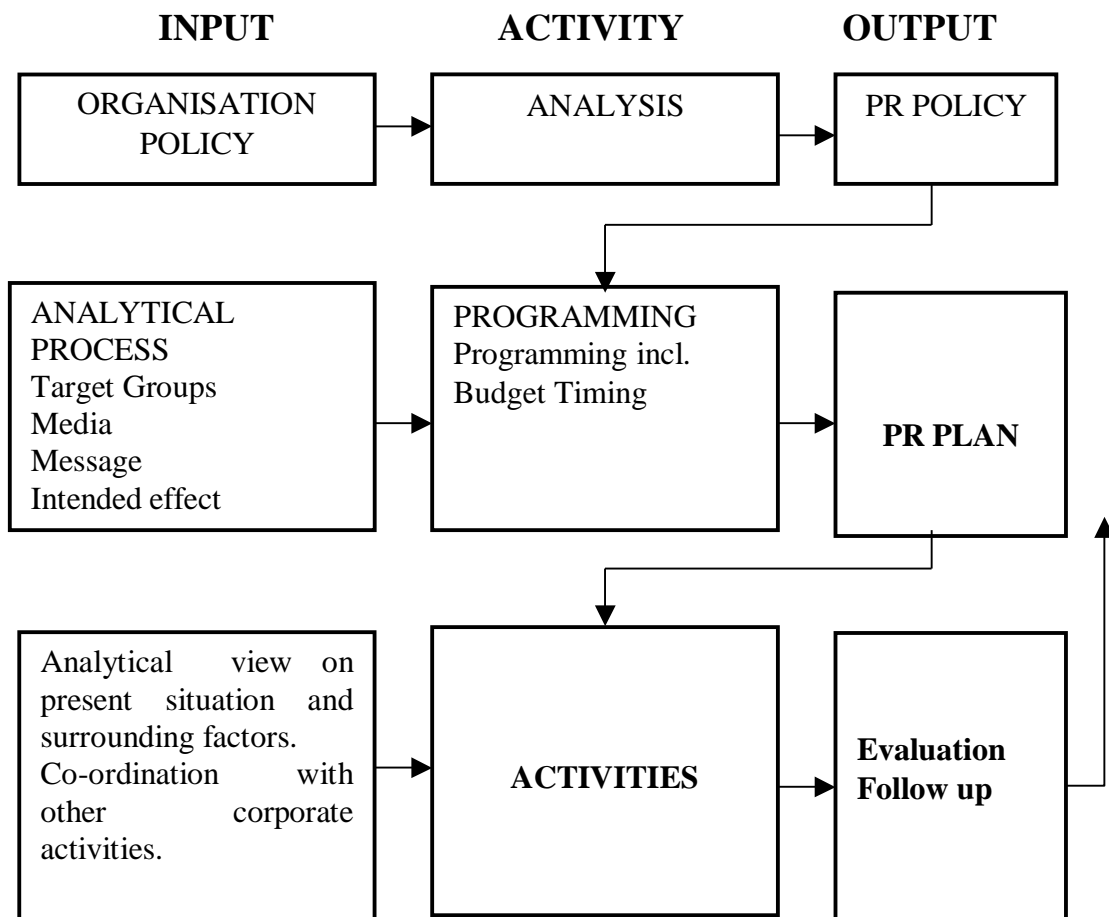 INPUT
ACTIVITY
OUTPUT
ORGANISATION
POLICY
ANALYSIS
PR POLICY
ANALYTICAL
PROCESS
Target Groups
Media
Message
Intended effect
PROGRAMMING
Programming incl.
Budget Timing
PR PLAN
Analytical view on
present situation and
surrounding factors.
Co-ordination with
other corporate
activities.
ACTIVITIES
Evaluation
Follow up